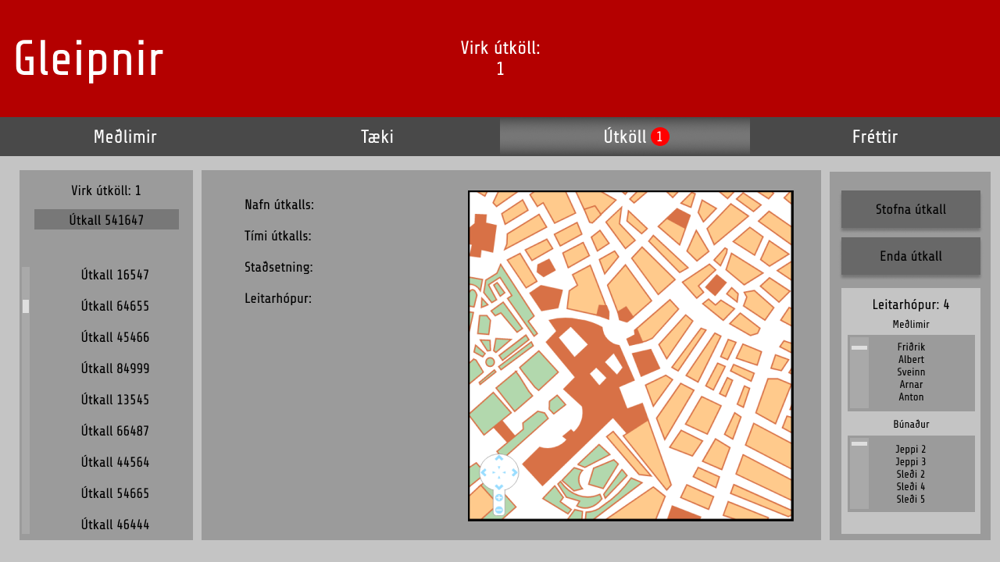 Gleipnir
Virk útköll:
1
Meðlimir
Tæki
Útköll 1
Fréttir
Virk útköll: 1
Útkall 541647
Útkall 16547
Útkall 64655
Útkall 45466
Útkall 84999
Útkall 13545
Útkall 66487
Útkall 44564
Útkall 54665
Útkall 46444
Nafn útkalls:
Tími útkalls:
Staðsetning:
Leitarhópur:
Stofna útkall
Enda útkall
Leitarhópur: 4
Meðlimir
Friðrik
Albert
Sveinn
Arnar
Anton
Búnaður
Jeppi 2
Jeppi 3
Sleði 2
Sleði 4
Sleði 5